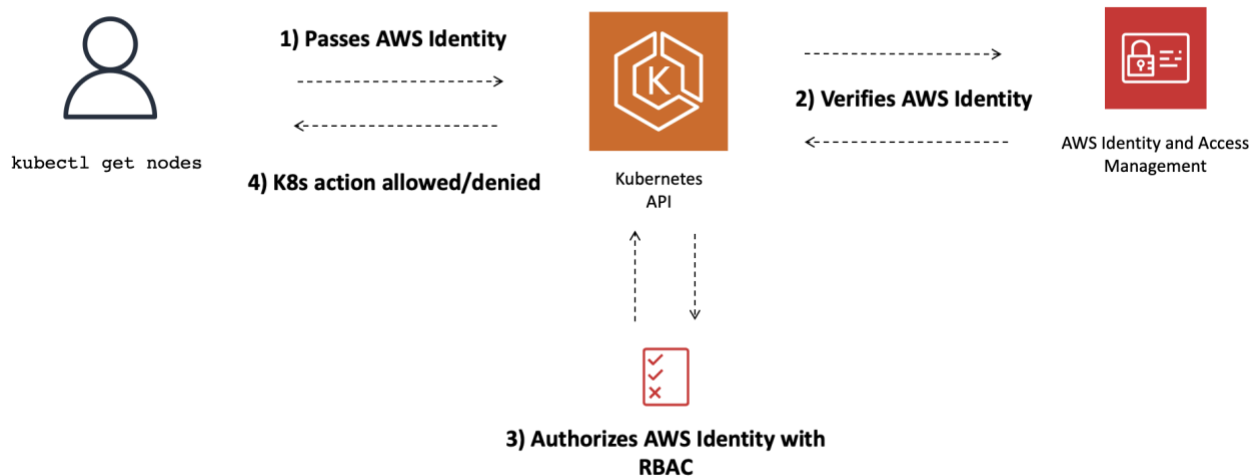 1) Passes AWS Identity
K
2) Verifies AWS Identity
AWS Identity and Access
Management
kubectl get nodes
4) K8s action allowed/denied
Kubernetes
API
3) Authorizes AWS Identity with
RBAC